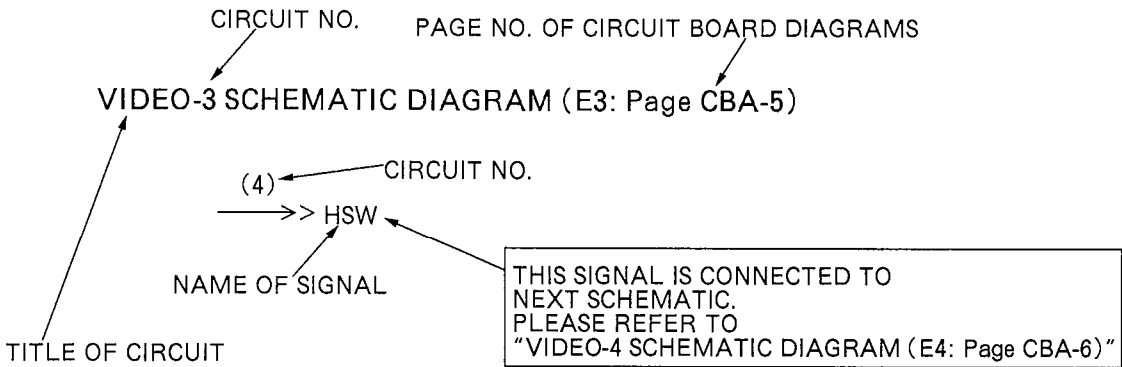 CIRCUIT NO.
PAGE NO. OF CIRCUIT BOARD DIAGRAMS
VIDEO-3 SCHEMATIC DIAGRAM (E3: Page CBA-5)
(4)
CIRCUIT NO.
HSW
NAME OF SIGNAL
THIS SIGNAL IS CONNECTED TO
NEXT SCHEMATIC.
PLEASE REFER TO
"VIDEO-4 SCHEMATIC DIAGRAM (E4: Page CBA-6)"
TITLE OF CIRCUIT